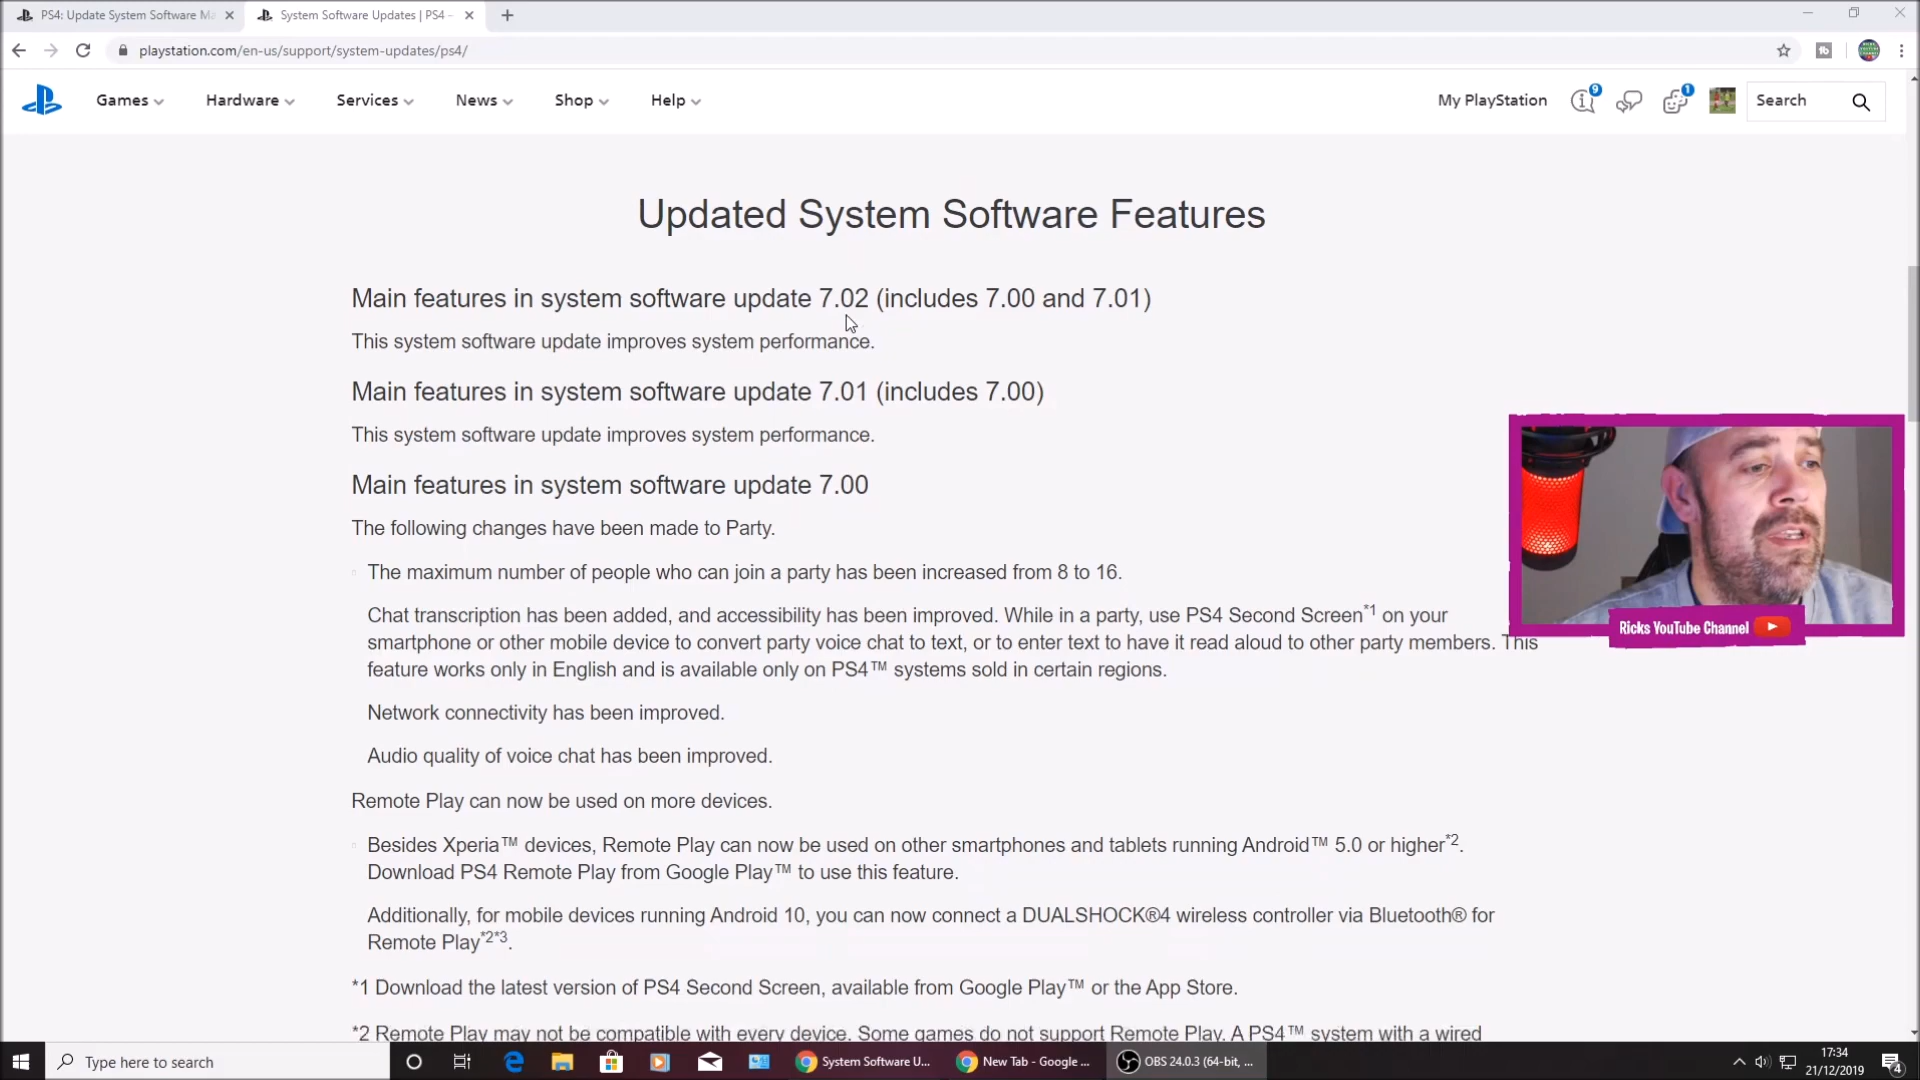 PS4: Update System Software Ma
System Software Updates | PS4 –
playstation.com/en-us/support/system-updates/ps4/
Games
Hardware
Services
News
Shop
Help
My PlayStation
9
1
Search
Updated System Software Features
Main features in system software update 7.02 (includes 7.00 and 7.01)
This system software update improves system performance.
Main features in system software update 7.01 (includes 7.00)
This system software update improves system performance.
Main features in system software update 7.00
The following changes have been made to Party.
The maximum number of people who can join a party has been increased from 8 to 16.
Chat transcription has been added, and accessibility has been improved. While in a party, use PS4 Second Screen*1 on your
smartphone or other mobile device to convert party voice chat to text, or to enter text to have it read aloud to other party members. This
feature works only in English and is available only on PS4™ systems sold in certain regions.
Network connectivity has been improved.
Audio quality of voice chat has been improved.
Remote Play can now be used on more devices.
Besides Xperia™ devices, Remote Play can now be used on other smartphones and tablets running Android™ 5.0 or higher*2.
Download PS4 Remote Play from Google Play™ to use this feature.
Additionally, for mobile devices running Android 10, you can now connect a DUALSHOCK®4 wireless controller via Bluetooth® for
Remote Play*2*3.
*1 Download the latest version of PS4 Second Screen, available from Google Play™ or the App Store.
*2 Remote Play may not be compatible with every device. Some games do not support Remote Play. A PS4™ system with a wired
Ricks YouTube Channel
Type here to search
System Software U...
New Tab - Google ...
OBS 24.0.3 (64-bit, ...
17:34
21/12/2019
4